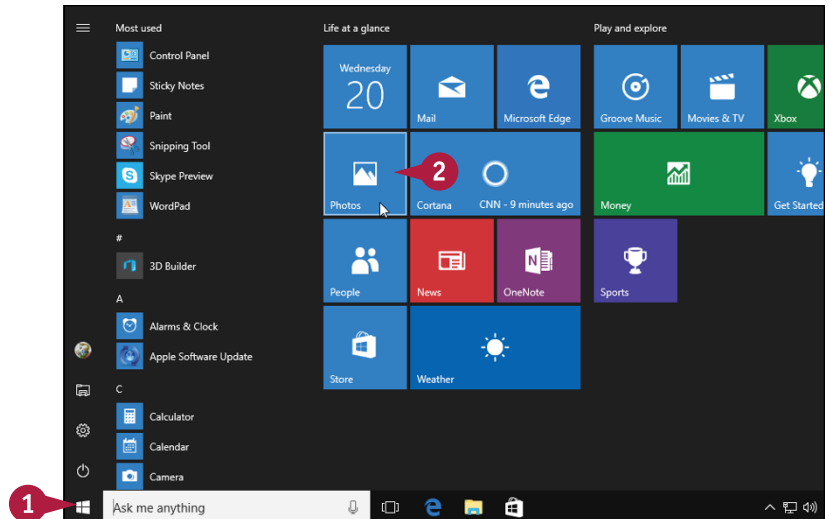 Most used
Control Panel
Sticky Notes
Paint
Snipping Tool
S Skype Preview
WordPad
#
3D Builder
A
Alarms & Clock
Apple Software Update
C
Calculator
Calendar
Camera
Life at a glance
Wednesday
20
Mail
Microsoft Edge
Photos
2
Cortana
CNN - 9 minutes ago
People
News
N
OneNote
Store
Weather
Play and explore
Groove Music
Movies & TV
Xbox
Money
Get Started
Sports
1
Ask me anything